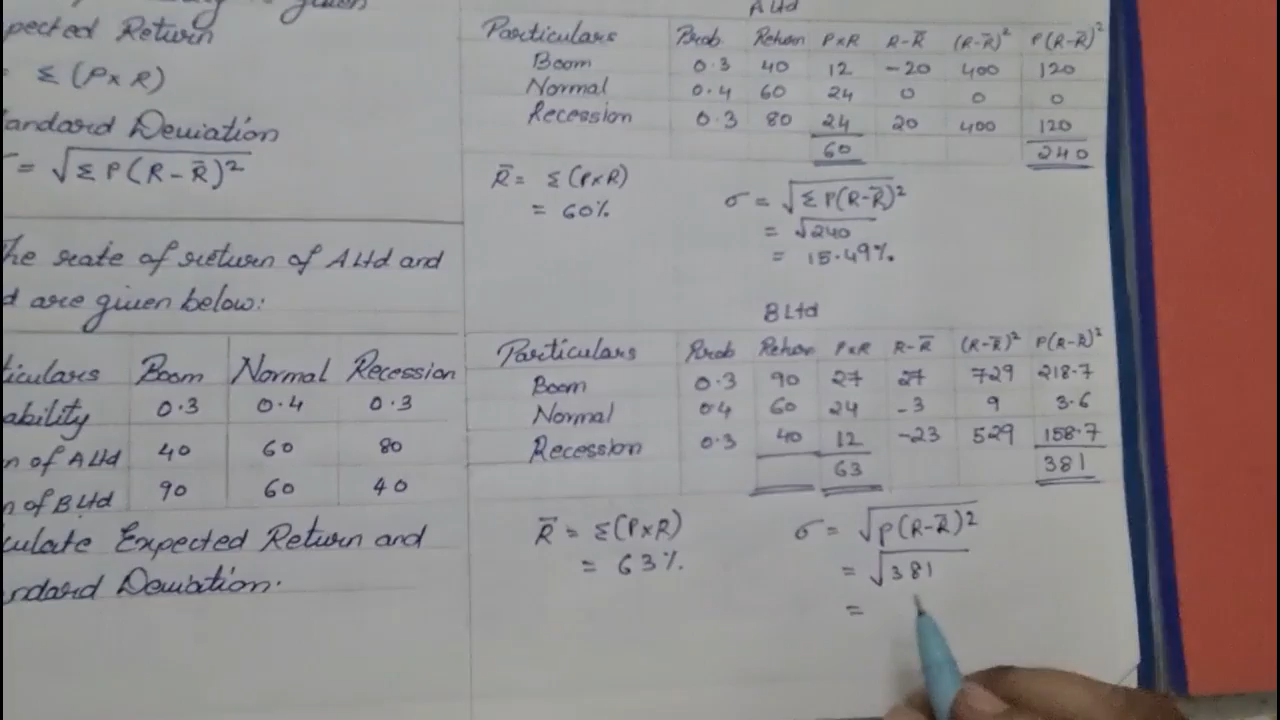 given
pected Return
= Σ(P×R)
andard Deviation
σ = √ΣP(R-R̄)²
he rate of return of A Ltd and
d are given below:
ticulars Boom Normal Recession
ability 0.3 0.4 0.3
n of A Ltd 40 60 80
n of B Ltd 90 60 40
culate Expected Return and
ndard Deviation.
A Ltd
Particulars Prob Return P×R R-R̄ (R-R̄)² P(R-R̄)²
Boom 0.3 40 12 -20 400 120
Normal 0.4 60 24 0 0 0
Recession 0.3 80 24 20 400 120
60 240
R̄ = Σ(P×R)
= 60%
σ = √ΣP(R-R̄)²
= √240
= 15.49%
B Ltd
Particulars Prob Return P×R R-R̄ (R-R̄)² P(R-R̄)²
Boom 0.3 90 27 27 729 218.7
Normal 0.4 60 24 -3 9 3.6
Recession 0.3 40 12 -23 529 158.7
63 381
R̄ = Σ(P×R)
= 63%
σ = √P(R-R̄)²
= √381
=